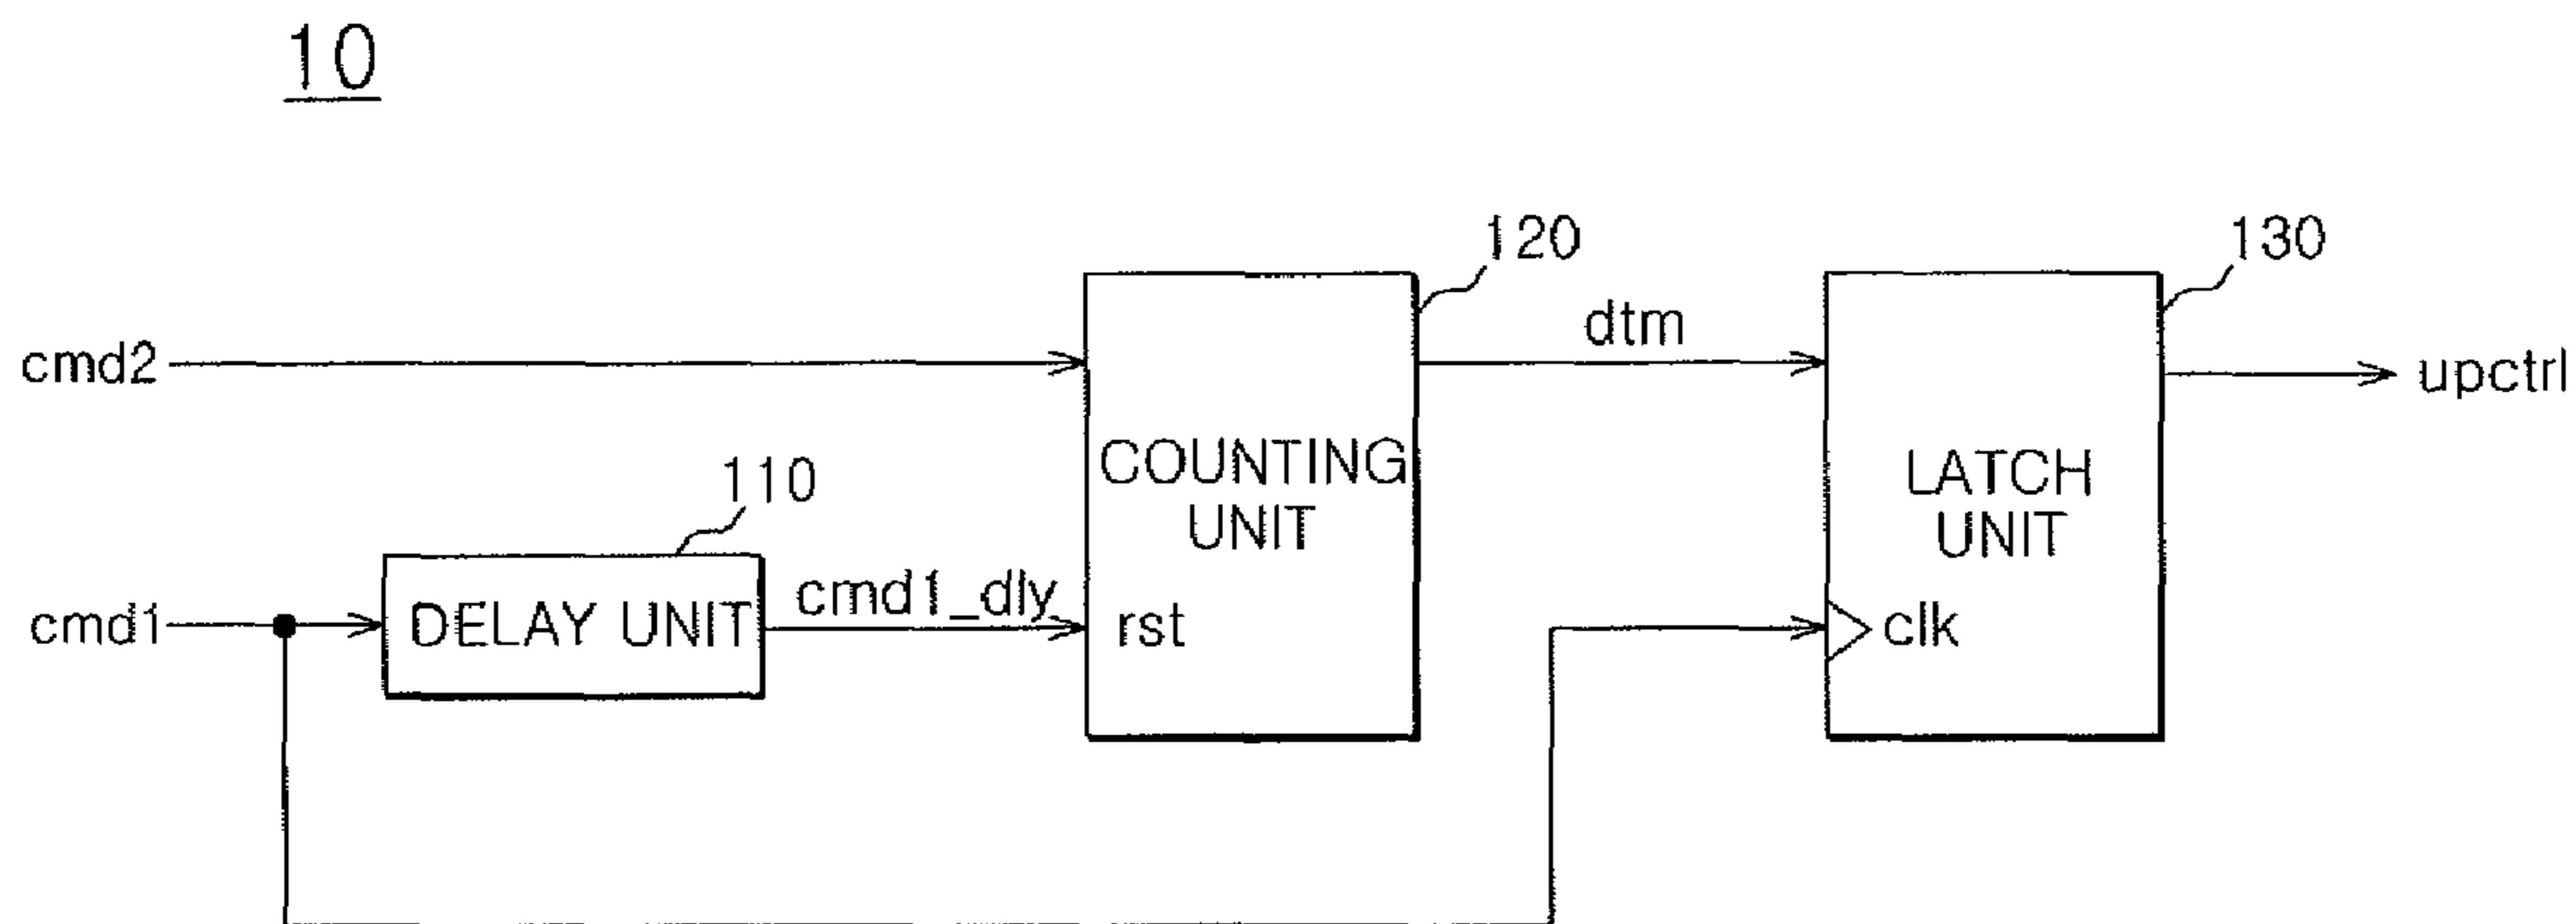 10
120
130
dtm
cmd2
upctrl
COUNTING
UNIT
LATCH
UNIT
110
cmd1
DELAY UNIT
cmd1_dly
rst
clk